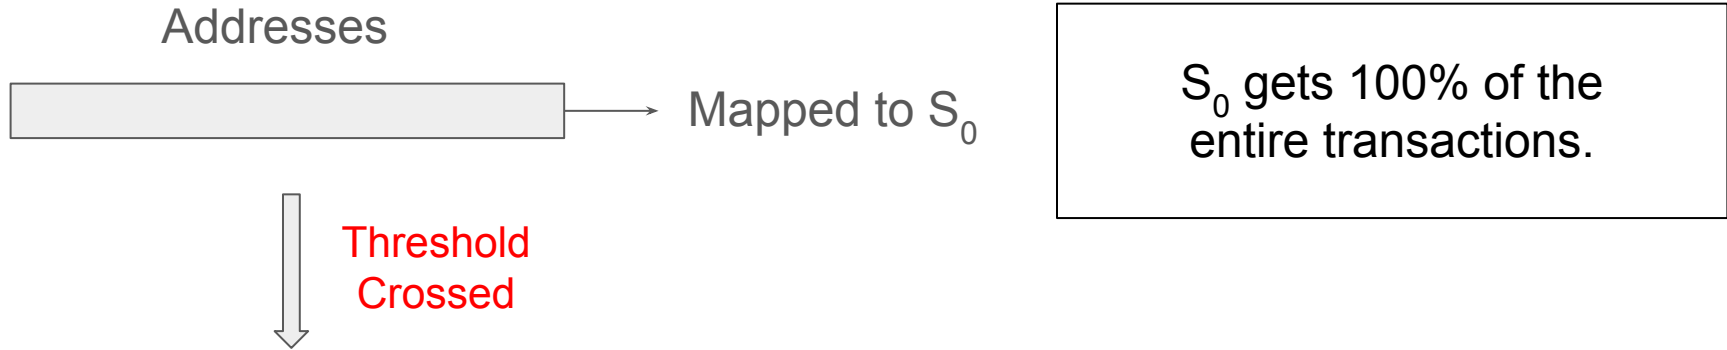 Addresses
Mapped to S₀
S₀ gets 100% of the
entire transactions.
Threshold
Crossed